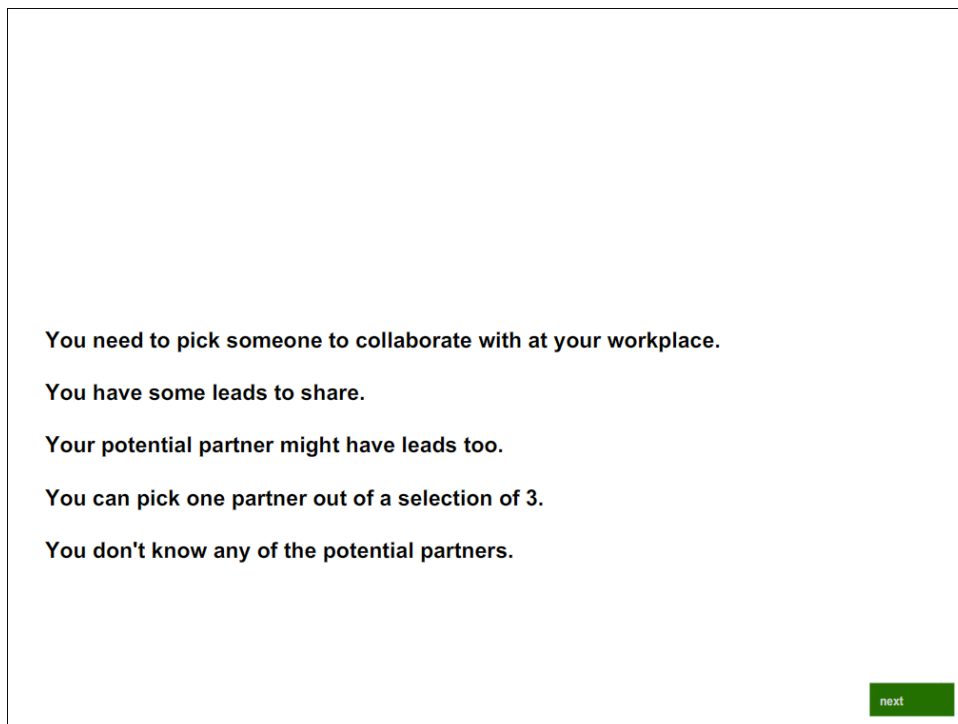 You need to pick someone to collaborate with at your workplace.
You have some leads to share.
Your potential partner might have leads too.
You can pick one partner out of a selection of 3.
You don't know any of the potential partners.
next